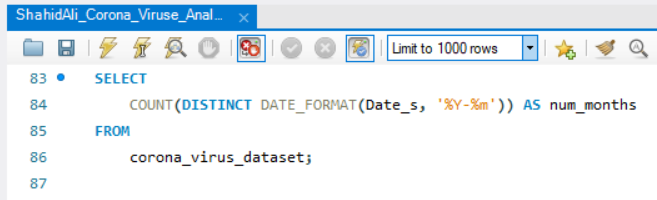 ShahidAli_Corona_Viruse_Anal...
Limit to 1000 rows
83 SELECT
84 COUNT(DISTINCT DATE_FORMAT(Date_s, '%Y-%m')) AS num_months
85 FROM
86 corona_virus_dataset;
87